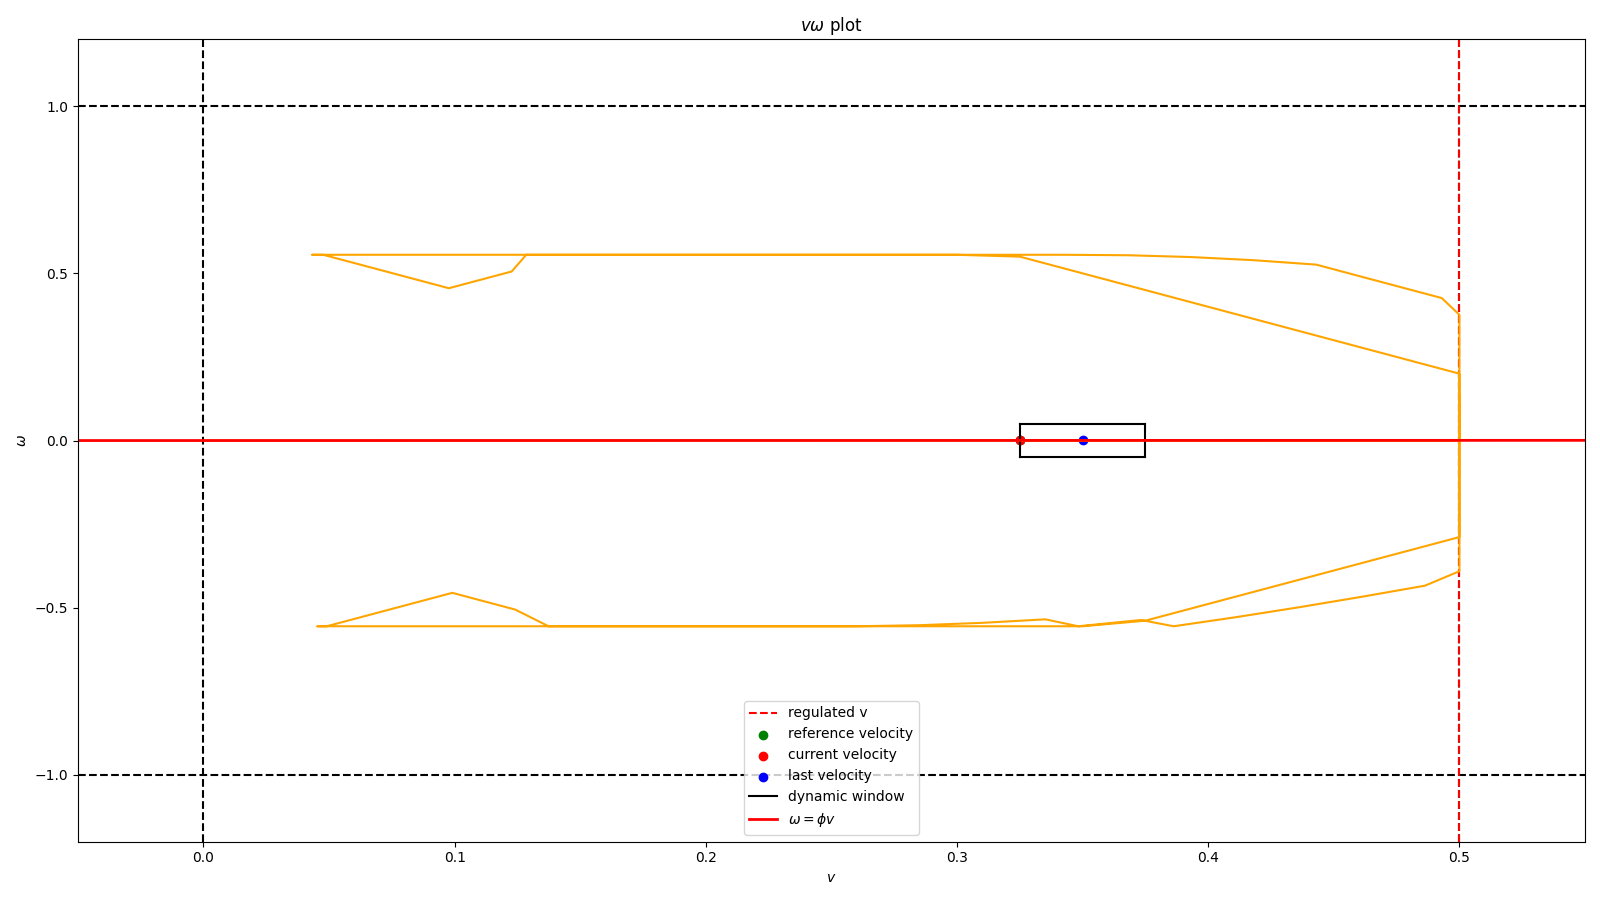 vω plot
1.0
0.5
0.0
−0.5
−1.0
ω
regulated v
reference velocity
current velocity
last velocity
dynamic window
ω = ϕv
0.0 0.1 0.2 0.3 0.4 0.5
v